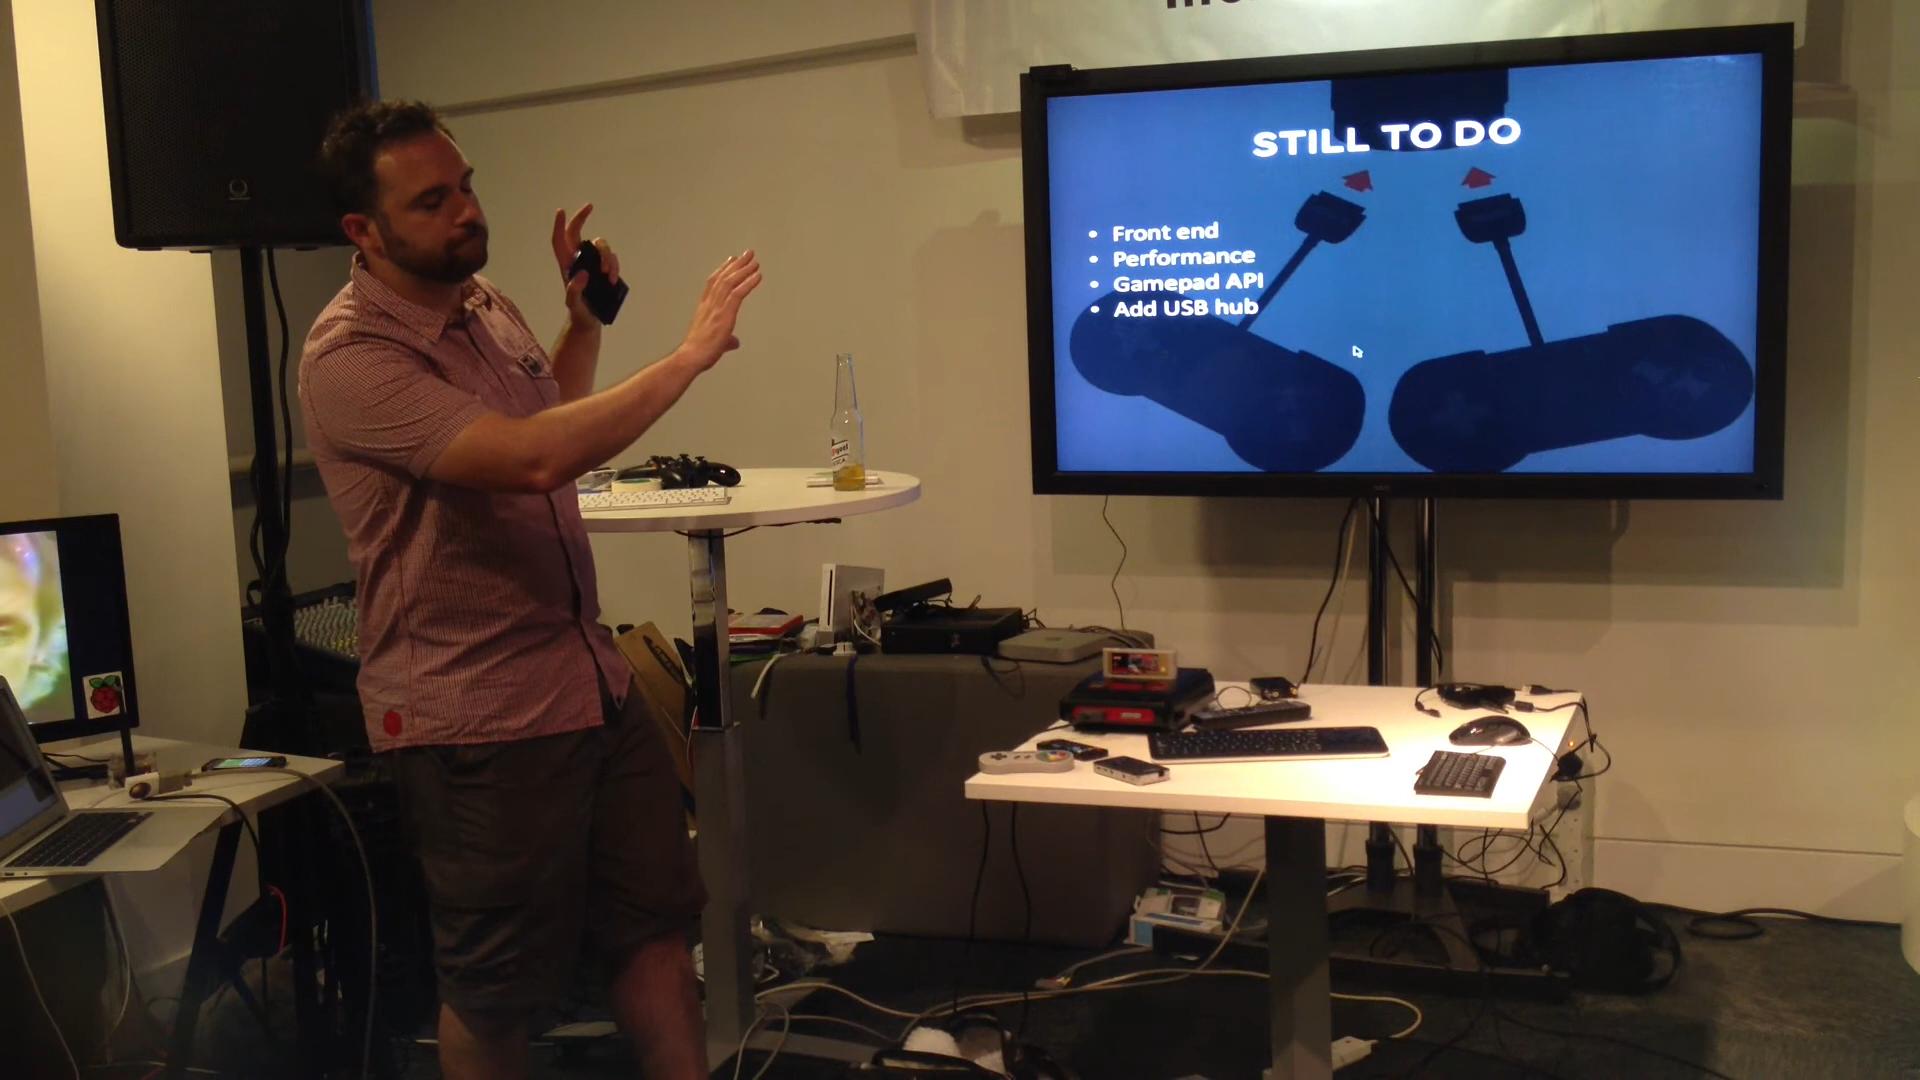 STILL TO DO
• Front end
• Performance
• Gamepad API
• Add USB hub